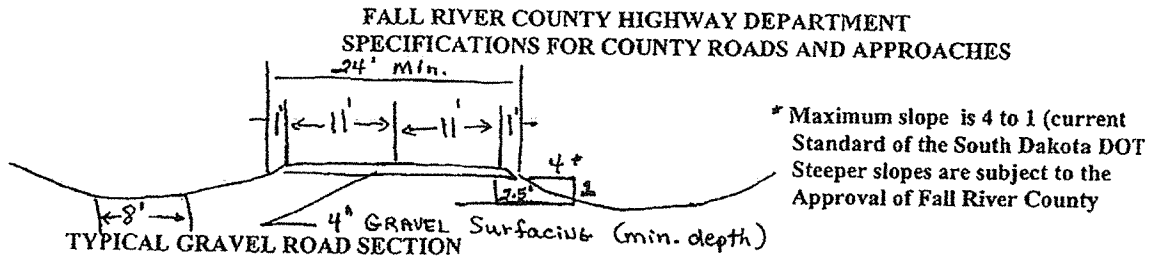 FALL RIVER COUNTY HIGHWAY DEPARTMENT
SPECIFICATIONS FOR COUNTY ROADS AND APPROACHES
24' Min.
1' 11' 11' 1'
* Maximum slope is 4 to 1 (current
Standard of the South Dakota DOT
Steeper slopes are subject to the
Approval of Fall River County
4*
1
2.5'
8'
4" GRAVEL Surfacing (min. depth)
TYPICAL GRAVEL ROAD SECTION